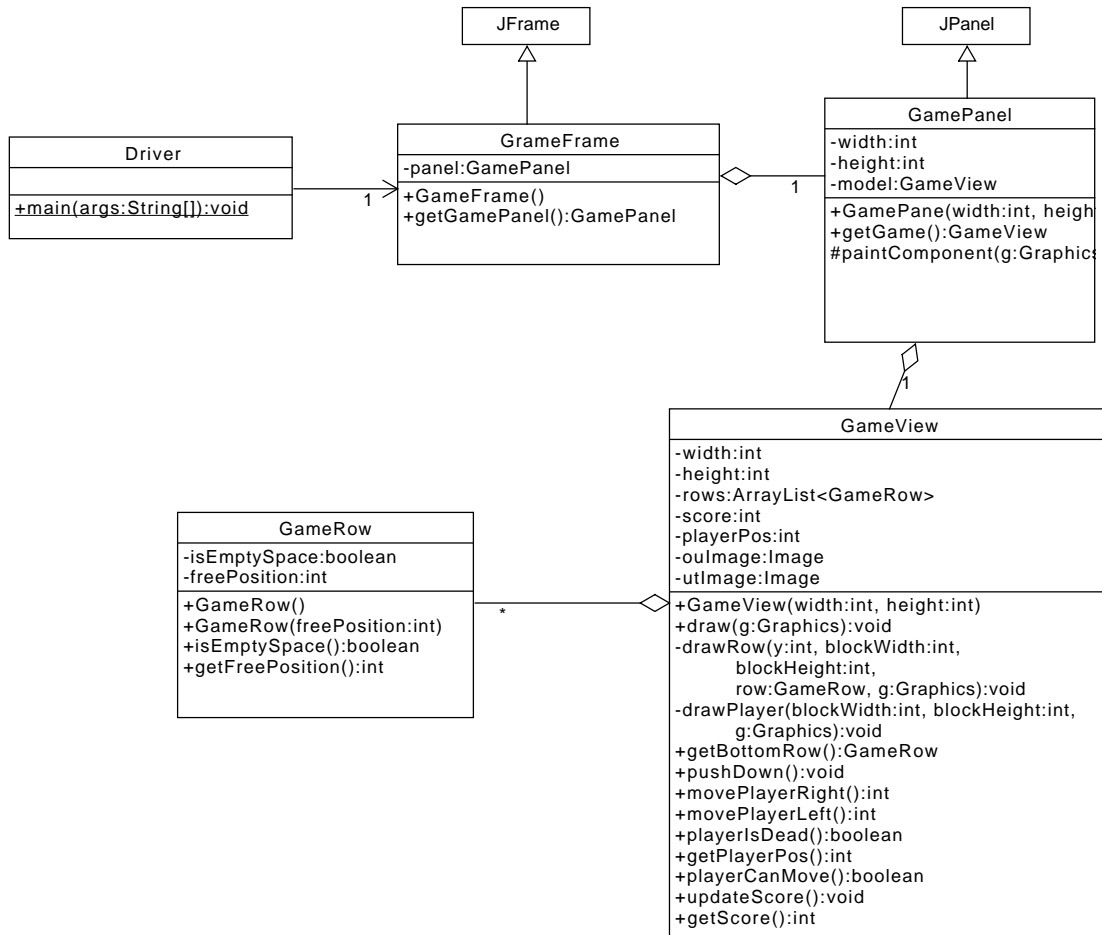 JFrame
JPanel
Driver
+main(args:String[]):void
1
GrameFrame
-panel:GamePanel
+GameFrame()
+getGamePanel():GamePanel
1
GamePanel
-width:int
-height:int
-model:GameView
+GamePane(width:int, heigh
+getGame():GameView
#paintComponent(g:Graphics
1
GameView
-width:int
-height:int
-rows:ArrayList<GameRow>
-score:int
-playerPos:int
-ouImage:Image
-utImage:Image
+GameView(width:int, height:int)
+draw(g:Graphics):void
-drawRow(y:int, blockWidth:int,
blockHeight:int,
row:GameRow, g:Graphics):void
-drawPlayer(blockWidth:int, blockHeight:int,
g:Graphics):void
+getBottomRow():GameRow
+pushDown():void
+movePlayerRight():int
+movePlayerLeft():int
+playerIsDead():boolean
+getPlayerPos():int
+playerCanMove():boolean
+updateScore():void
+getScore():int
GameRow
-isEmptySpace:boolean
-freePosition:int
+GameRow()
+GameRow(freePosition:int)
+isEmptySpace():boolean
+getFreePosition():int
*